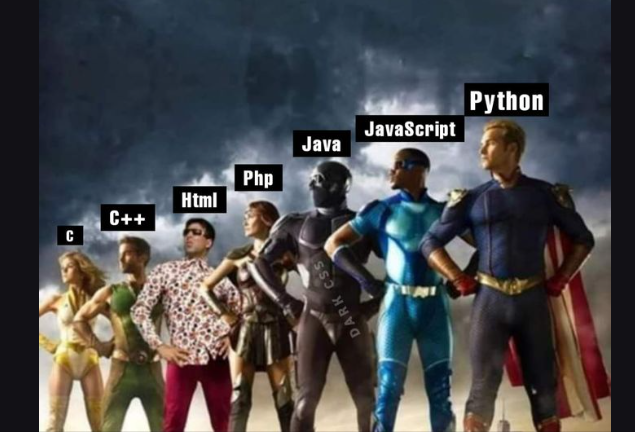 C
C++
Html
Php
Java
JavaScript
Python
DARK CSS